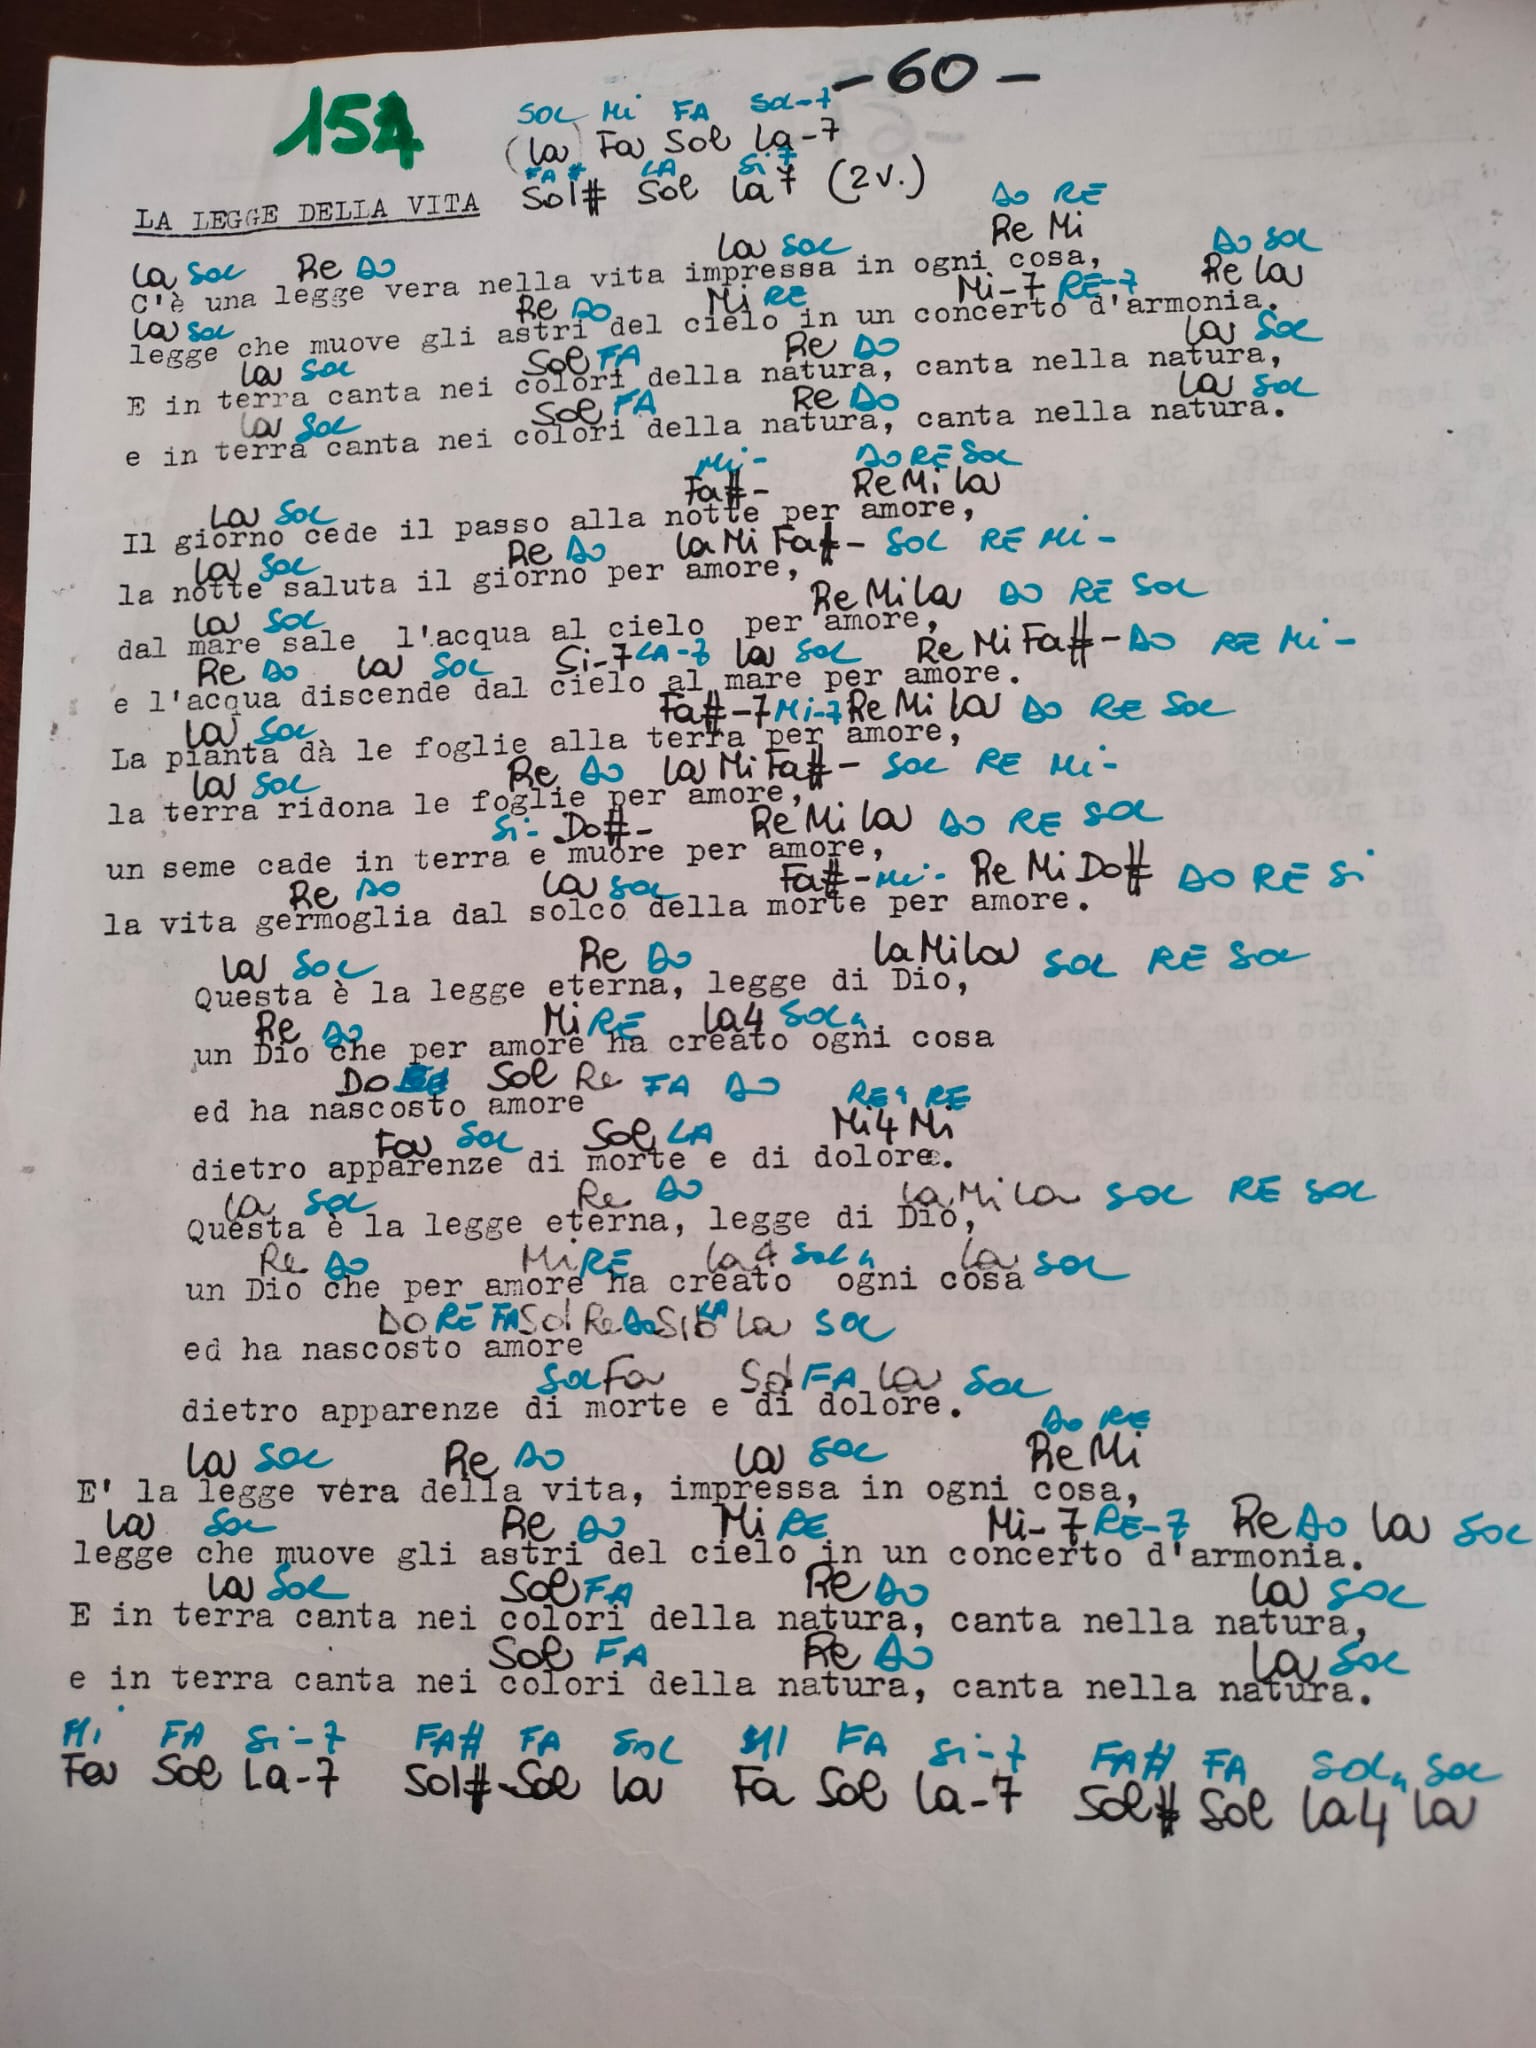 -60-
154
SOL Mi FA SOL-7
(La) Fa Sol La-7
FA# LA Si 7
Sol# Sol La7 (2v.)
LA LEGGE DELLA VITA
DO RE
La SOL Re DO La SOL Re Mi DO SOL
C'è una legge vera nella vita impressa in ogni cosa,
La SOL Re DO Mi RE Mi-7 RE-7 Re La
legge che muove gli astri del cielo in un concerto d'armonia.
La SOL Sol FA Re DO La SOL
E in terra canta nei colori della natura, canta nella natura,
La SOL Sol FA Re DO La SOL
e in terra canta nei colori della natura, canta nella natura.
Mi- DO RE SOL
La SOL Fa#- Re Mi La
Il giorno cede il passo alla notte per amore,
La SOL Re DO La Mi Fa#- SOL RE Mi-
la notte saluta il giorno per amore,
La SOL Re Mi La DO RE SOL
dal mare sale l'acqua al cielo per amore,
Re DO La SOL Si-7 LA-7 La SOL Re Mi Fa#- DO RE Mi-
e l'acqua discende dal cielo al mare per amore.
La SOL Fa#-7 Mi-7 Re Mi La DO RE SOL
La pianta dà le foglie alla terra per amore,
La SOL Re DO La Mi Fa#- SOL RE Mi-
la terra ridona le foglie per amore,
Si- Do#- Re Mi La DO RE SOL
un seme cade in terra e muore per amore,
Re DO La SOL Fa#- Mi- Re Mi Do# DO RE Si
la vita germoglia dal solco della morte per amore.
La SOL Re DO La Mi La SOL RE SOL
Questa è la legge eterna, legge di Dio,
Re DO Mi RE La4 SOL4
un Dio che per amore ha creato ogni cosa
DO Sol Re FA DO
ed ha nascosto amore
RE4 RE
Fa SOL Sol LA Mi4 Mi
dietro apparenze di morte e di dolore.
La SOL Re DO La Mi La SOL RE SOL
Questa è la legge eterna, legge di Dio,
Re DO Mi RE La4 SOL4 La SOL
un Dio che per amore ha creato ogni cosa
DO RE FA Sol Re DO Sib LA La SOL
ed ha nascosto amore
SOL Fa Sol FA La SOL
dietro apparenze di morte e di dolore.
DO RE
La SOL Re DO La SOL Re Mi
E' la legge vera della vita, impressa in ogni cosa,
La SOL Re DO Mi RE Mi-7 RE-7 Re DO La SOL
legge che muove gli astri del cielo in un concerto d'armonia.
La SOL Sol FA Re DO La SOL
E in terra canta nei colori della natura, canta nella natura,
Sol FA Re DO La SOL
e in terra canta nei colori della natura, canta nella natura.
Mi FA Si-7 FA# FA SOL MI FA Si-7 FA# FA SOL4 SOL
Fa Sol La-7 Sol#-Sol La Fa Sol La-7 Sol# Sol La4 La